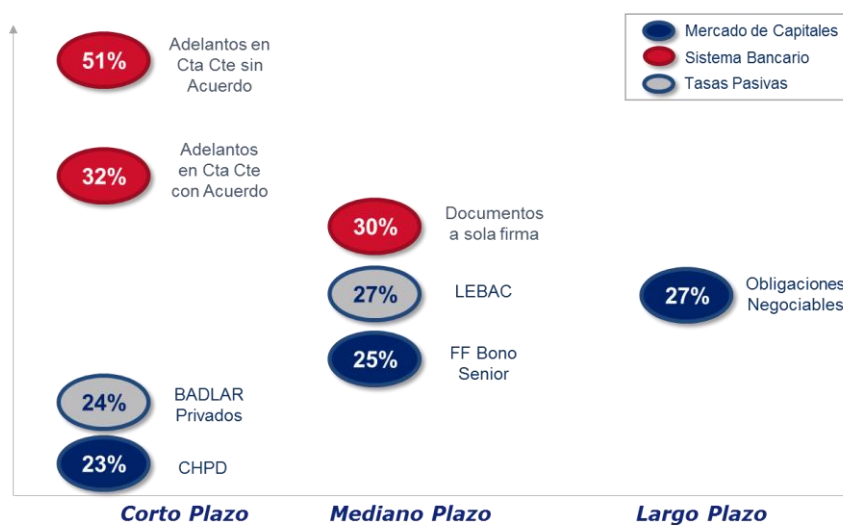 Mercado de Capitales
Sistema Bancario
Tasas Pasivas
51%
Adelantos en
Cta Cte sin
Acuerdo
32%
Adelantos
en Cta Cte
con Acuerdo
30%
Documentos
a sola firma
27%
LEBAC
27%
Obligaciones
Negociables
25%
FF Bono
Senior
24%
BADLAR
Privados
23%
CHPD
Corto Plazo
Mediano Plazo
Largo Plazo